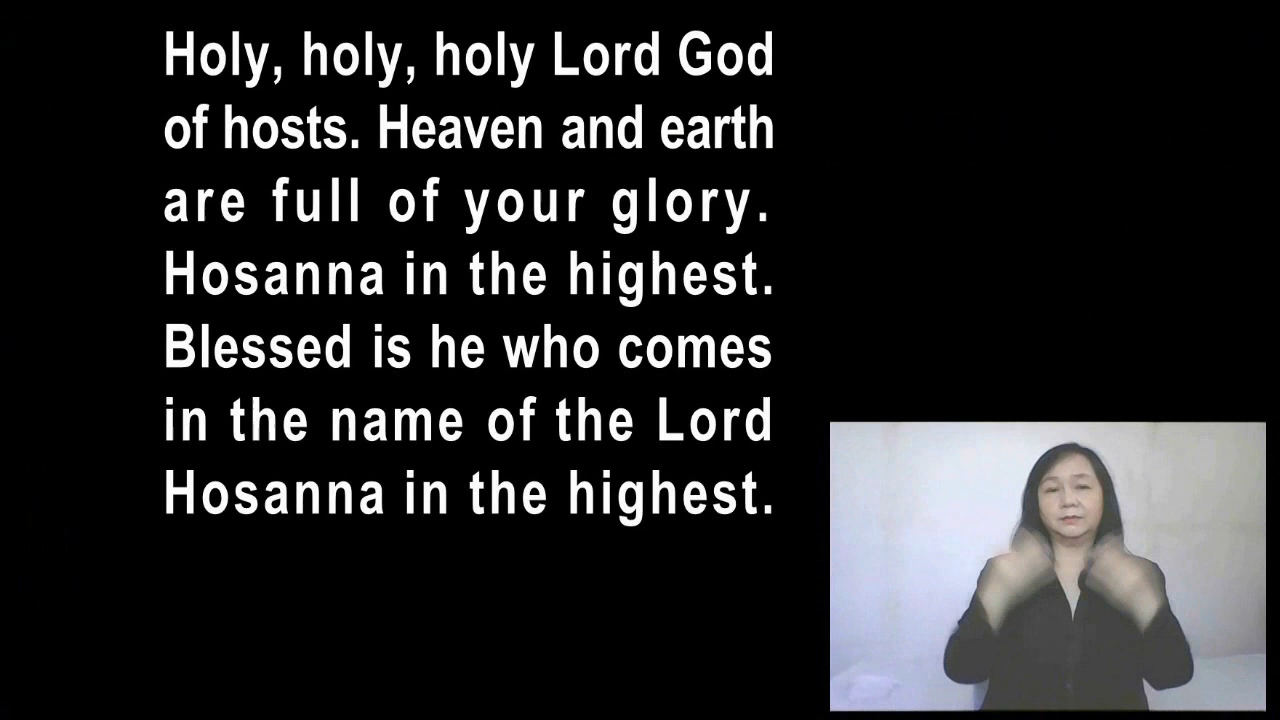 Holy, holy, holy Lord God
of hosts. Heaven and earth
are full of your glory.
Hosanna in the highest.
Blessed is he who comes
in the name of the Lord
Hosanna in the highest.